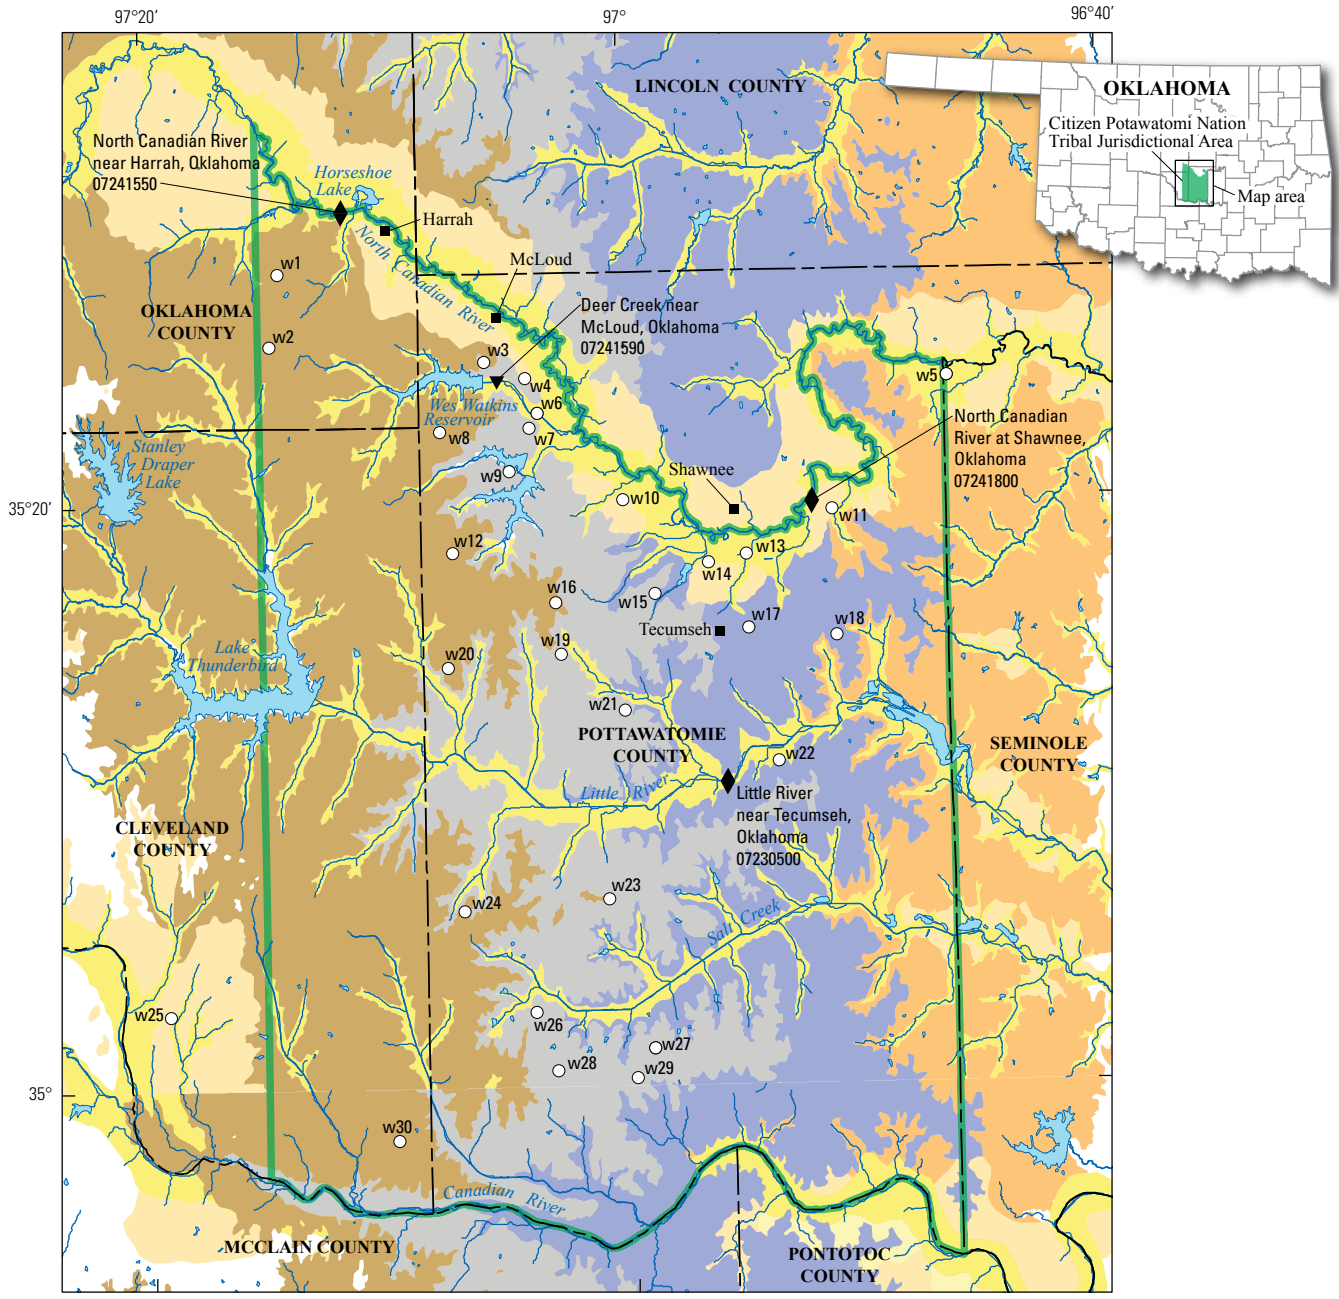 97°20'
97°
96°40'
LINCOLN COUNTY
OKLAHOMA
Citizen Potawatomi Nation
Tribal Jurisdictional Area
Map area
North Canadian River
near Harrah, Oklahoma
07241550
Horseshoe
Lake
Harrah
North Canadian River
McLoud
w1
OKLAHOMA
COUNTY
Deer Creek near
McLoud, Oklahoma
07241590
w2
w3
w4
w5
Wes Watkins
Reservoir
w6
w7
w8
North Canadian
River at Shawnee,
Oklahoma
07241800
Stanley
Draper
Lake
w9
Shawnee
w10
35°20'
w11
w12
w13
w14
w16
w15
w17
w18
Tecumseh
Lake
Thunderbird
w19
w20
w21
POTTAWATOMIE
COUNTY
w22
SEMINOLE
COUNTY
Little River
Little River
near Tecumseh,
Oklahoma
07230500
CLEVELAND
COUNTY
w23
w24
Salt Creek
w25
w26
w27
w28
w29
35°
w30
Canadian River
MCCLAIN COUNTY
PONTOTOC
COUNTY